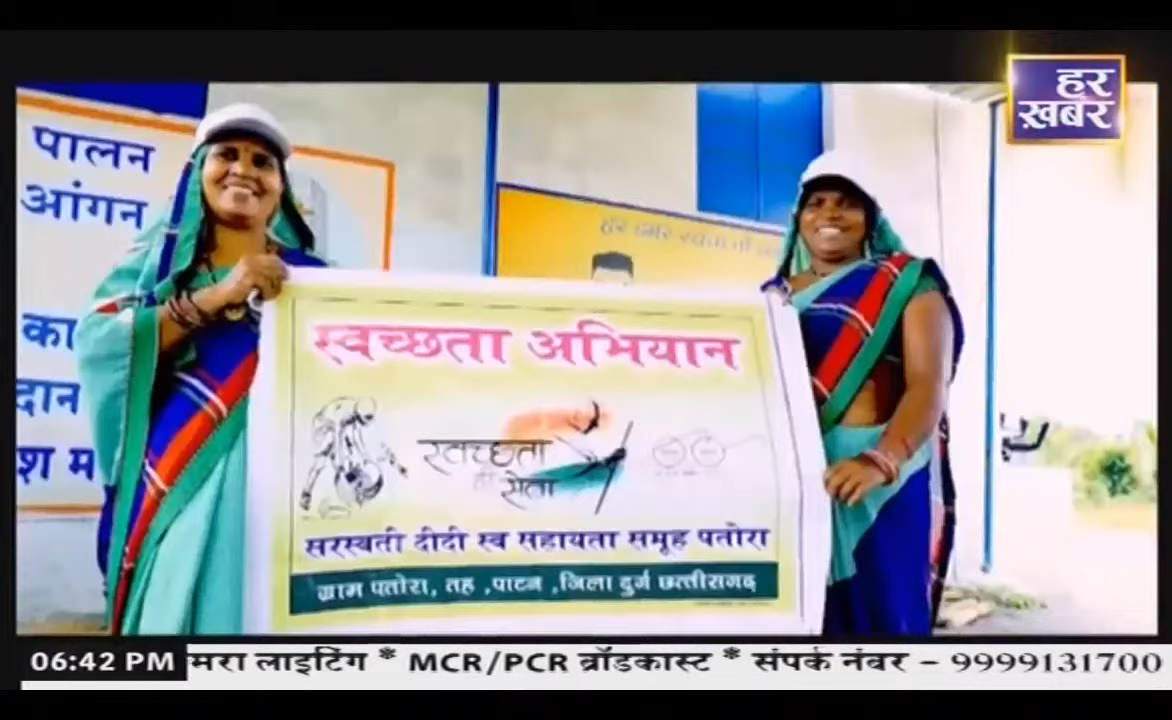 हर
ख़बर
पालन
आंगन
का
दान
श म
स्वच्छता अभियान
स्वच्छता
ही सेवा
सरस्वती दीदी स्व सहायता समूह पतोरा
ग्राम पतोरा, तह ,पाटन ,जिला दुर्ग छत्तीसगढ़
06:42 PM
मरा लाइटिंग * MCR/PCR ब्रॉडकास्ट * संपर्क नंबर – 9999131700